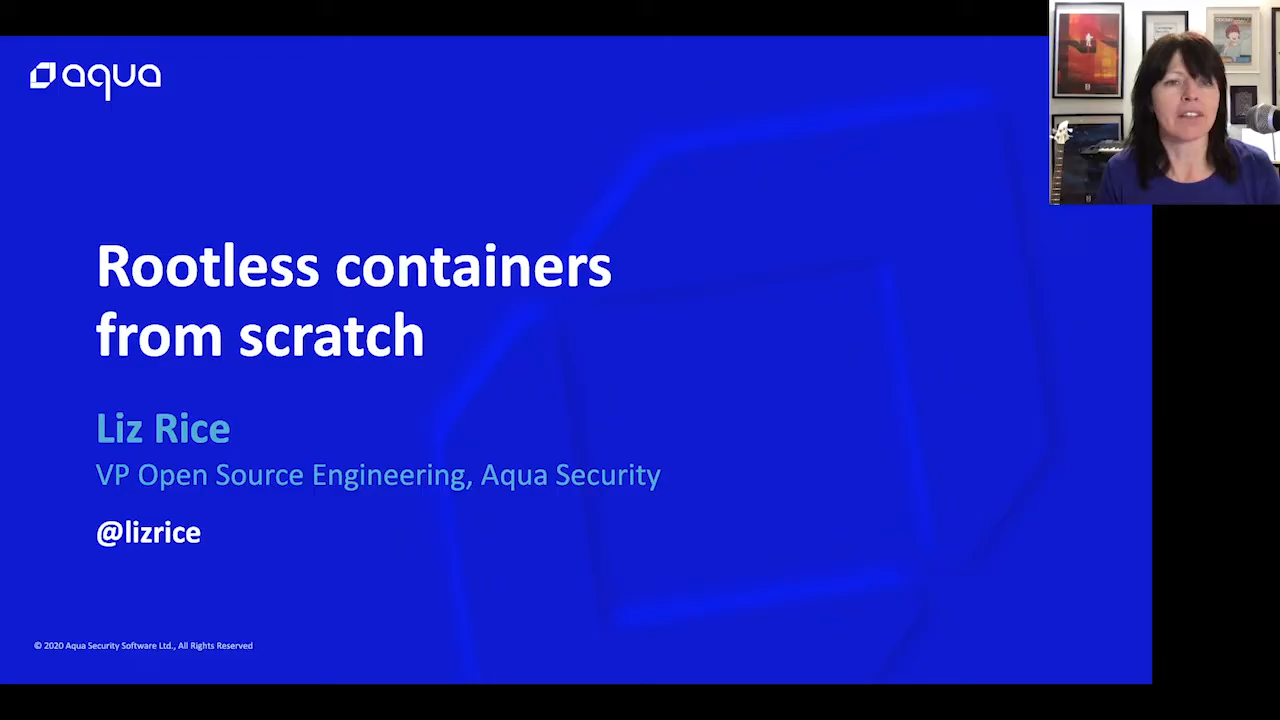 aqua
Rootless containers
from scratch
Liz Rice
VP Open Source Engineering, Aqua Security
@lizrice
© 2020 Aqua Security Software Ltd., All Rights Reserved